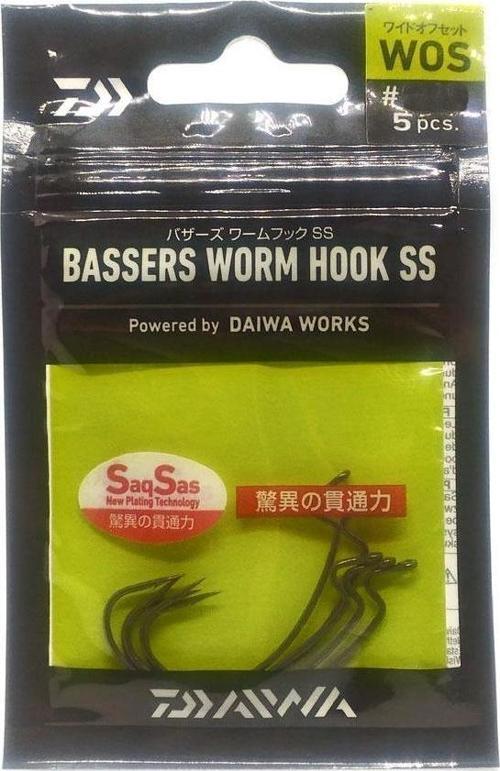 ワイドオフセット
WOS
#
5 pcs.
バザーズ ワームフック SS
BASSERS WORM HOOK SS
Powered by DAIWA WORKS
SaqSas
New Plating Technology
驚異の貫通力
驚異の貫通力
DAIWA